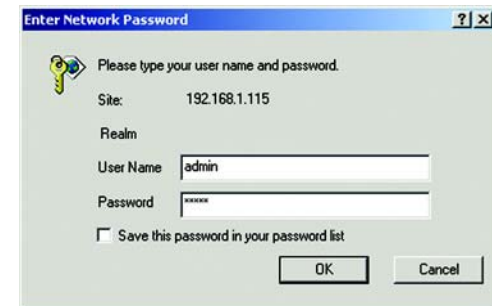 Enter Network Password
Please type your user name and password.
Site: 192.168.1.115
Realm
User Name admin
Password xxxxx
Save this password in your password list
OK Cancel